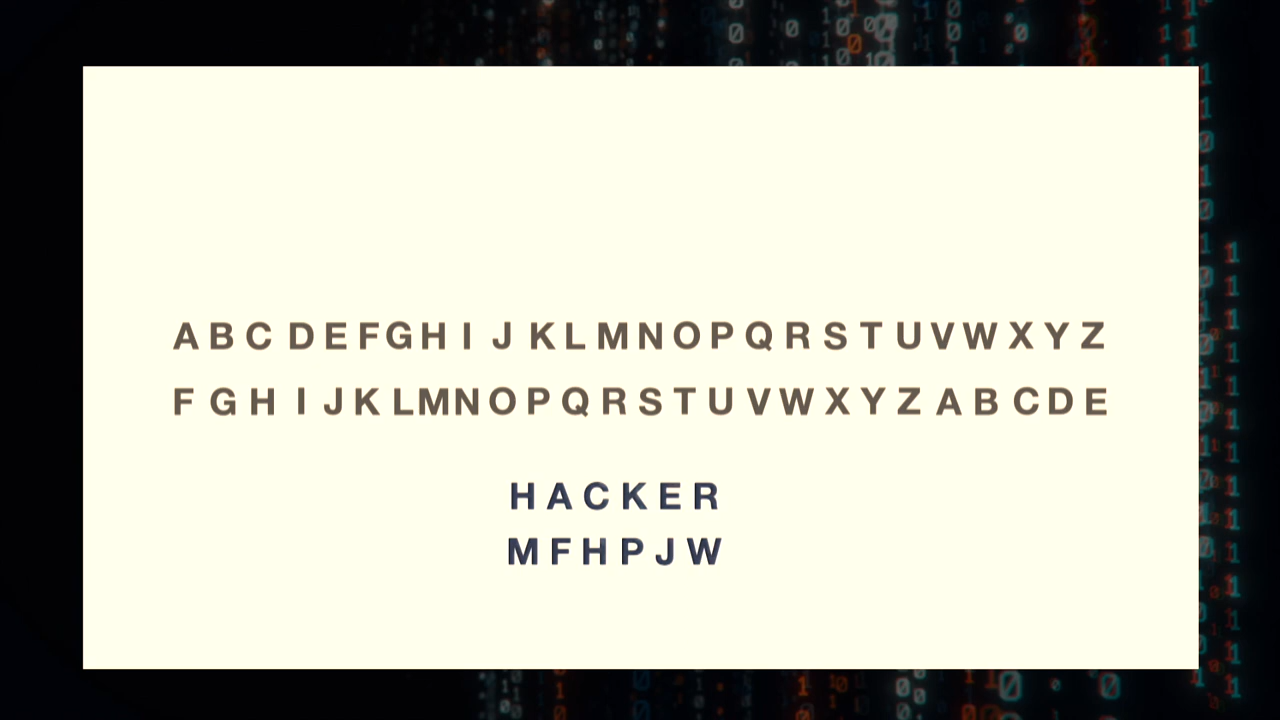 A B C D E F G H I J K L M N O P Q R S T U V W X Y Z
F G H I J K L M N O P Q R S T U V W X Y Z A B C D E
H A C K E R
M F H P J W